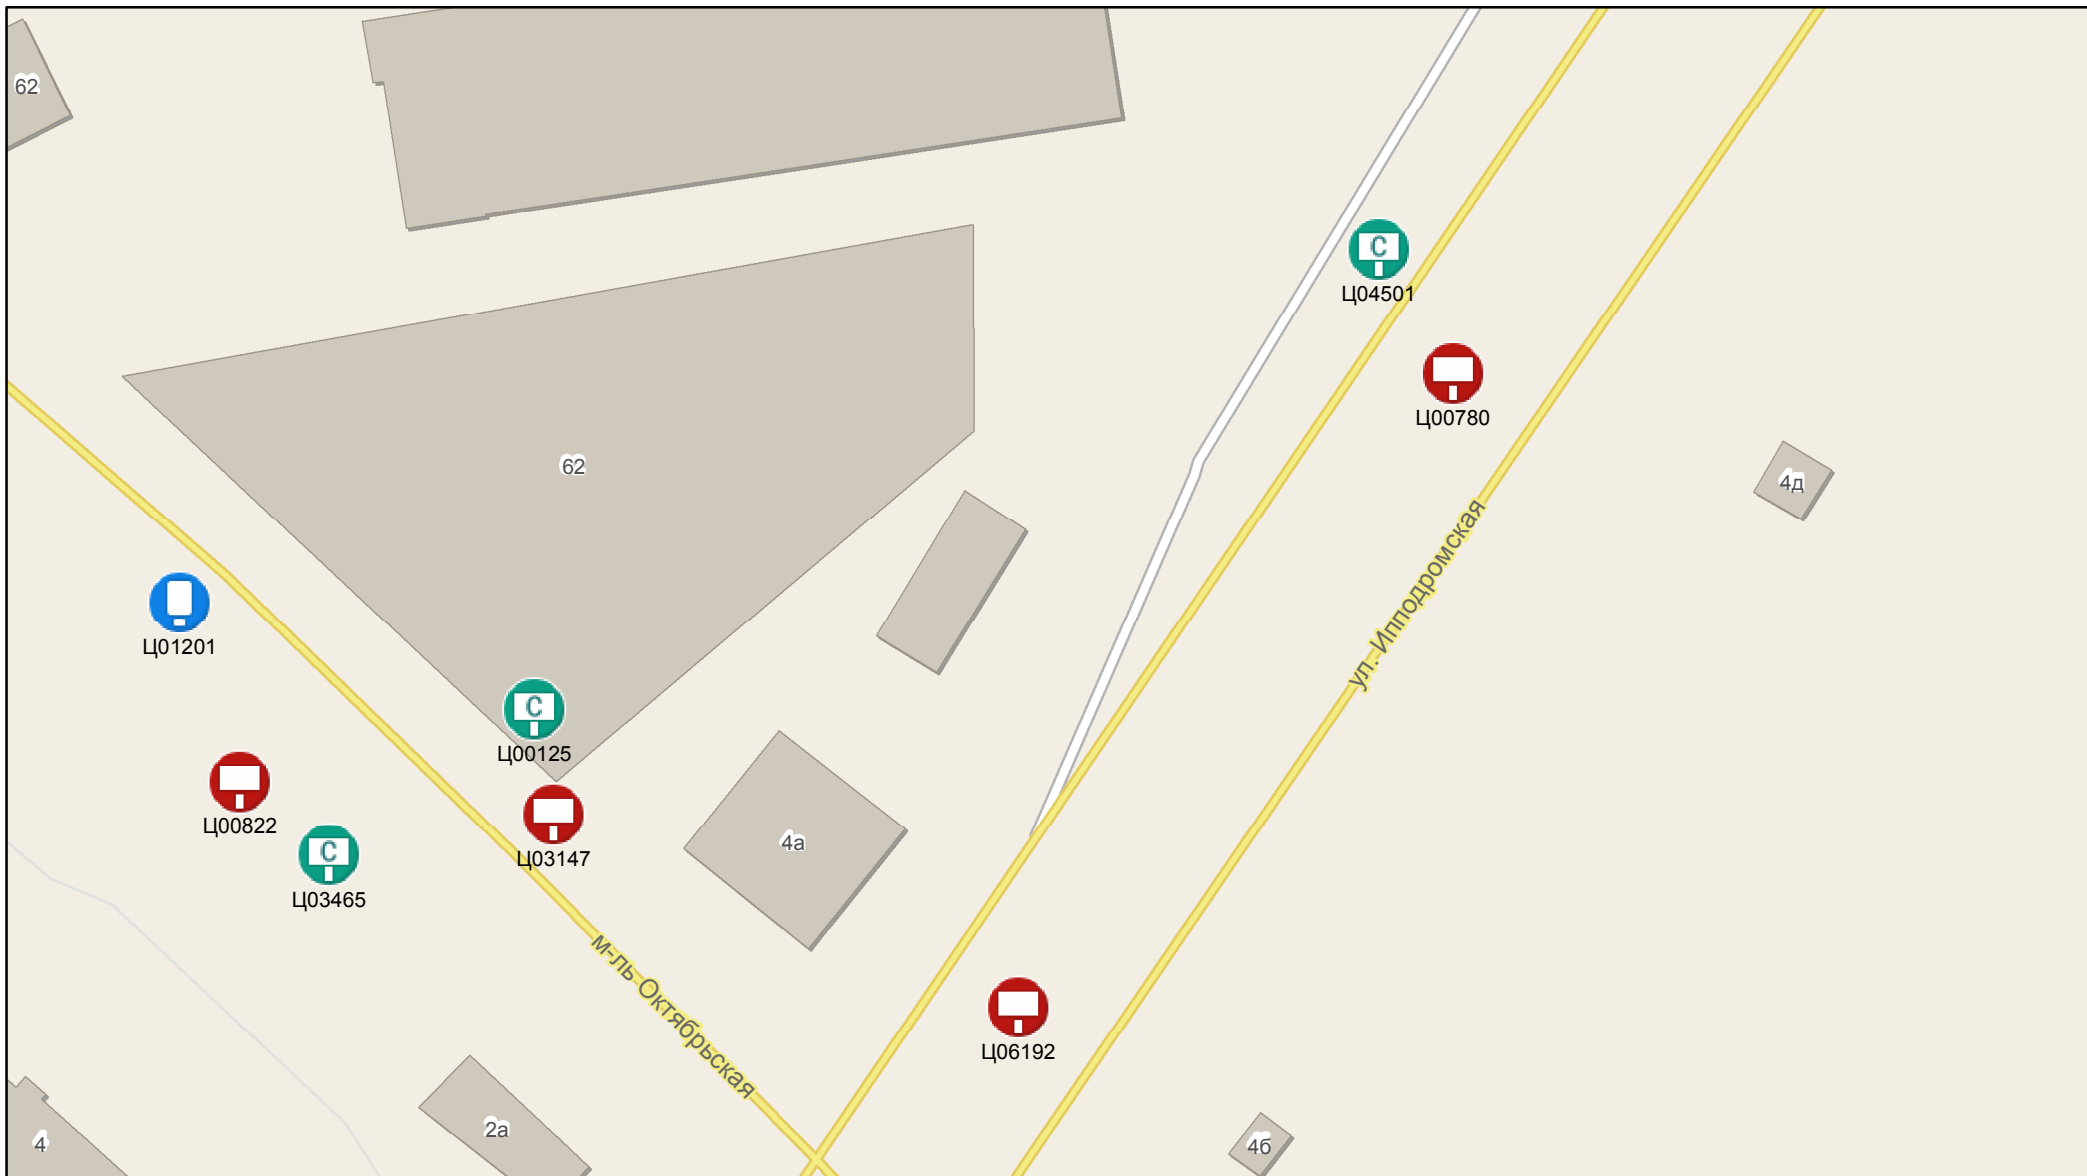 62
C
Ц04501
Ц00780
62
4д
ул. Ипподромская
Ц01201
C
Ц00125
Ц00822
Ц03147
4а
C
Ц03465
м-ль Октябрьская
Ц06192
2а
4
4б